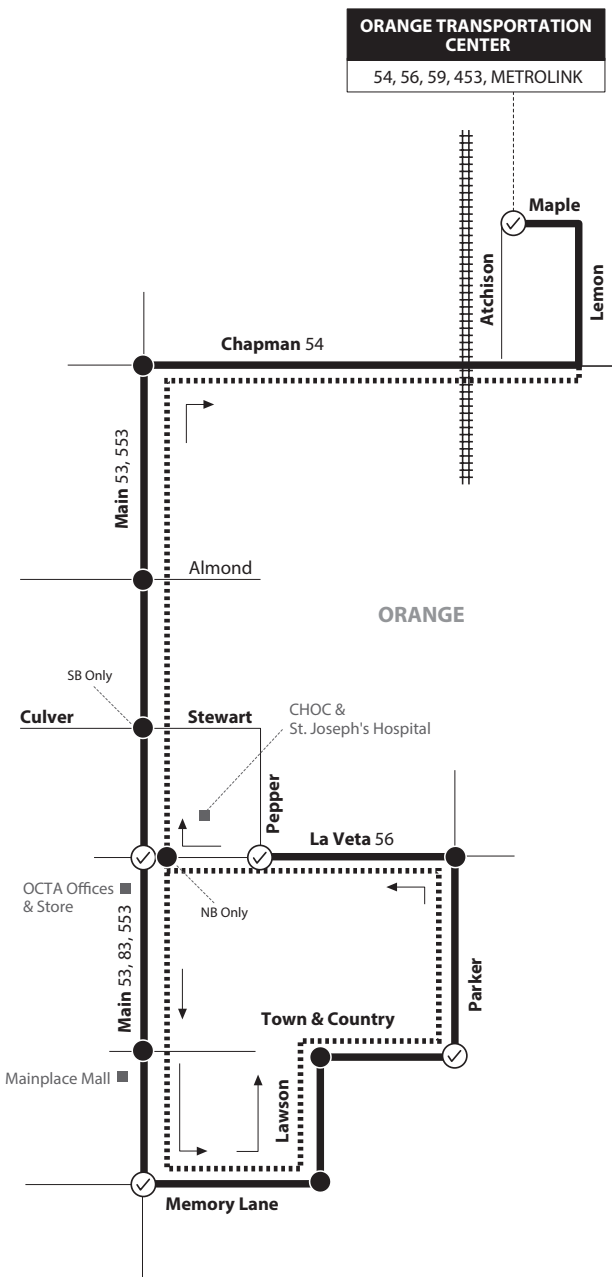 ORANGE TRANSPORTATION
CENTER
54, 56, 59, 453, METROLINK
Maple
Atchison
Lemon
Chapman 54
Main 53, 553
Almond
ORANGE
SB Only
Culver
Stewart
CHOC &
St. Joseph's Hospital
Pepper
La Veta 56
OCTA Offices
& Store
NB Only
Main 53, 83, 553
Parker
Town & Country
Mainplace Mall
Lawson
Memory Lane